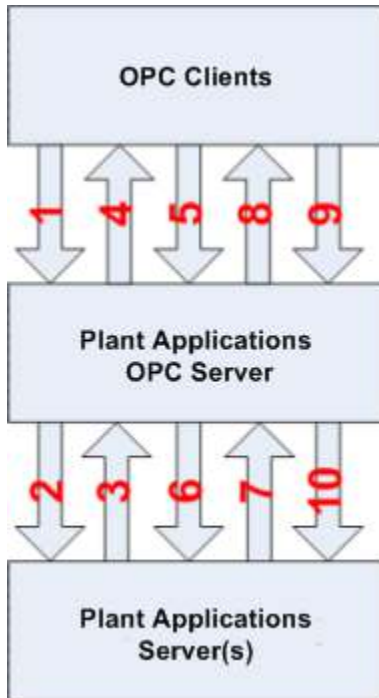 OPC Clients
1 4 5 8 9
Plant Applications
OPC Server
2 3 6 7 10
Plant Applications
Server(s)